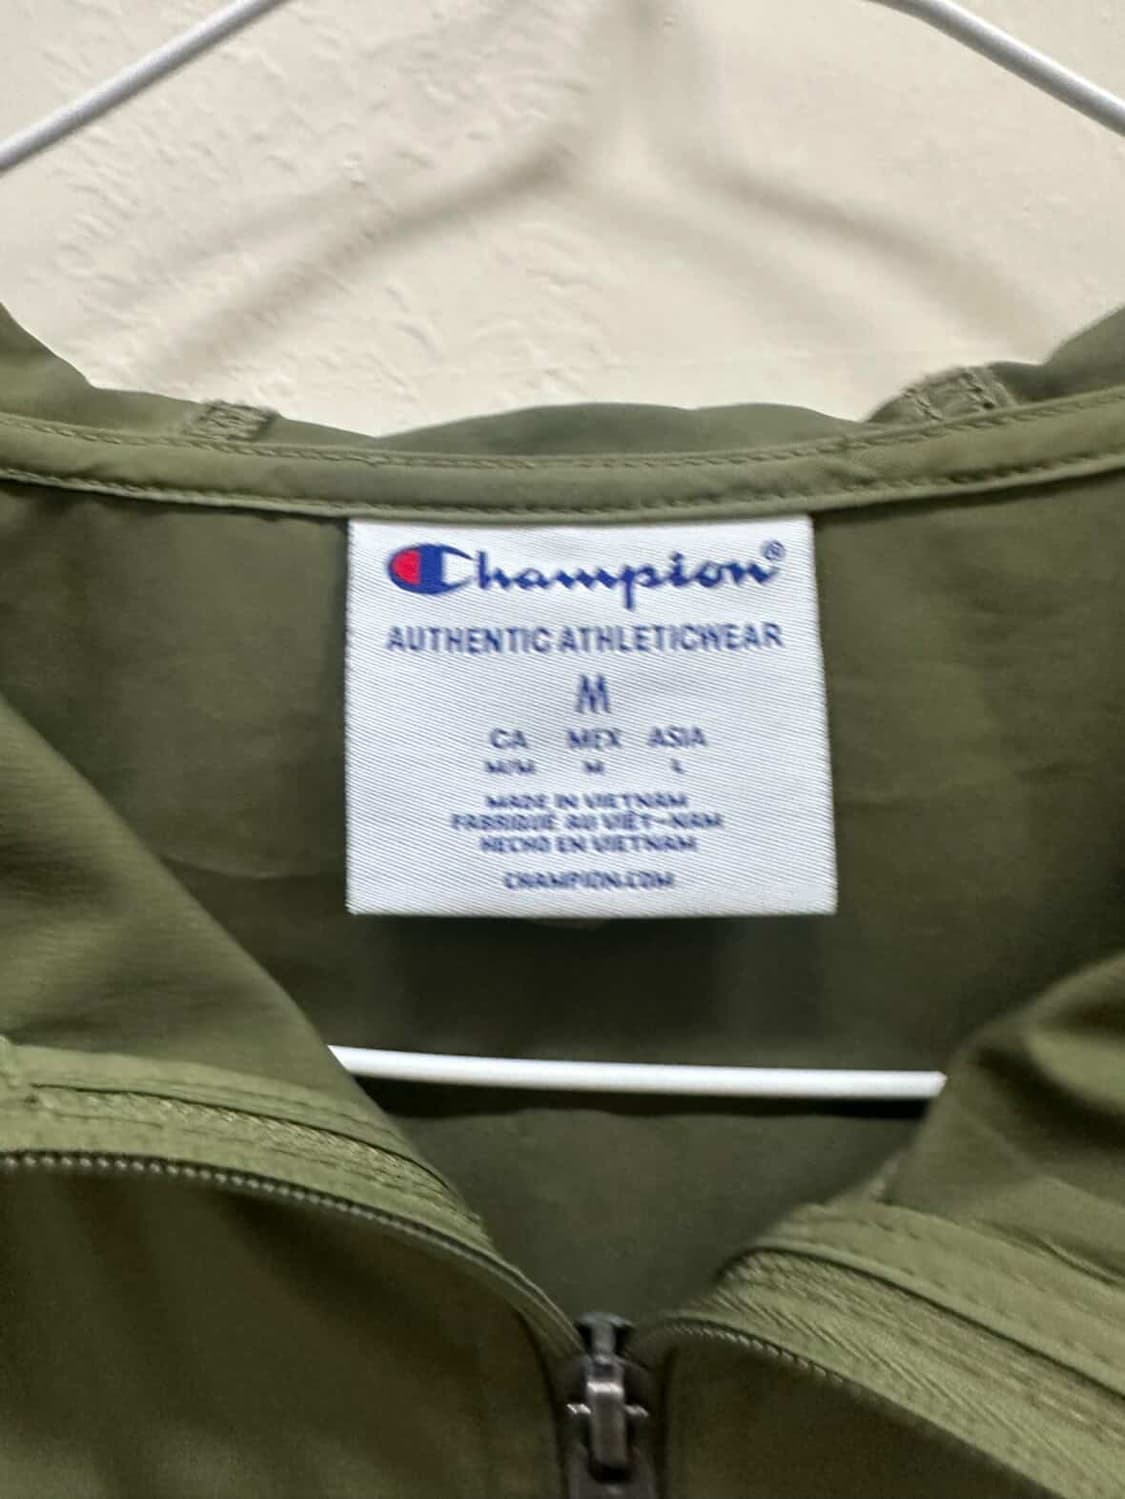 Champion®
AUTHENTIC ATHLETICWEAR
M
CA MEX ASIA
M/M M L
MADE IN VIETNAM
FABRIQUÉ AU VIÊT-NAM
HECHO EN VIETNAM
CHAMPION.COM